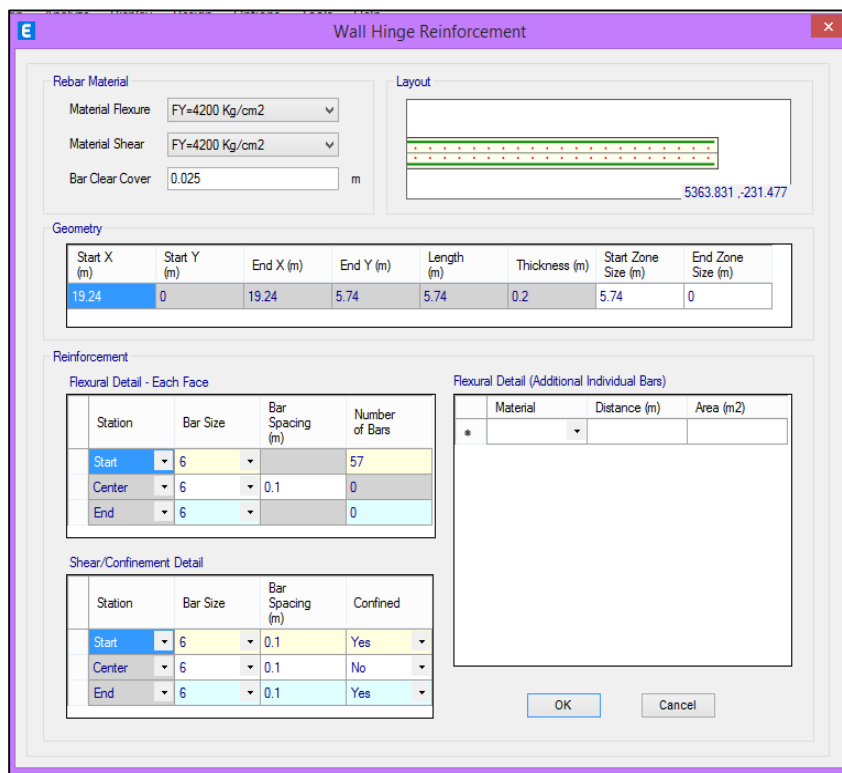 E
Wall Hinge Reinforcement
×
Rebar Material
Material Flexure FY=4200 Kg/cm2
Material Shear FY=4200 Kg/cm2
Bar Clear Cover 0.025 m
Layout
5363.831 ,-231.477
Geometry
Start X (m) Start Y (m) End X (m) End Y (m) Length (m) Thickness (m) Start Zone Size (m) End Zone Size (m)
19.24 0 19.24 5.74 5.74 0.2 5.74 0
Reinforcement
Flexural Detail - Each Face
Station Bar Size Bar Spacing (m) Number of Bars
Start 6 57
Center 6 0.1 0
End 6 0
Shear/Confinement Detail
Station Bar Size Bar Spacing (m) Confined
Start 6 0.1 Yes
Center 6 0.1 No
End 6 0.1 Yes
Flexural Detail (Additional Individual Bars)
Material Distance (m) Area (m2)
*
OK Cancel